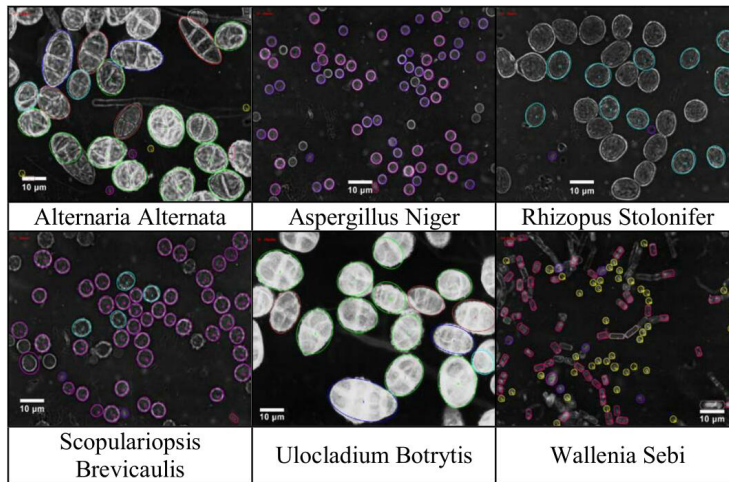 10 µm
10 µm
10 µm
Alternaria Alternata
Aspergillus Niger
Rhizopus Stolonifer
10 µm
10 µm
10 µm
Scopulariopsis
Brevicaulis
Ulocladium Botrytis
Wallenia Sebi